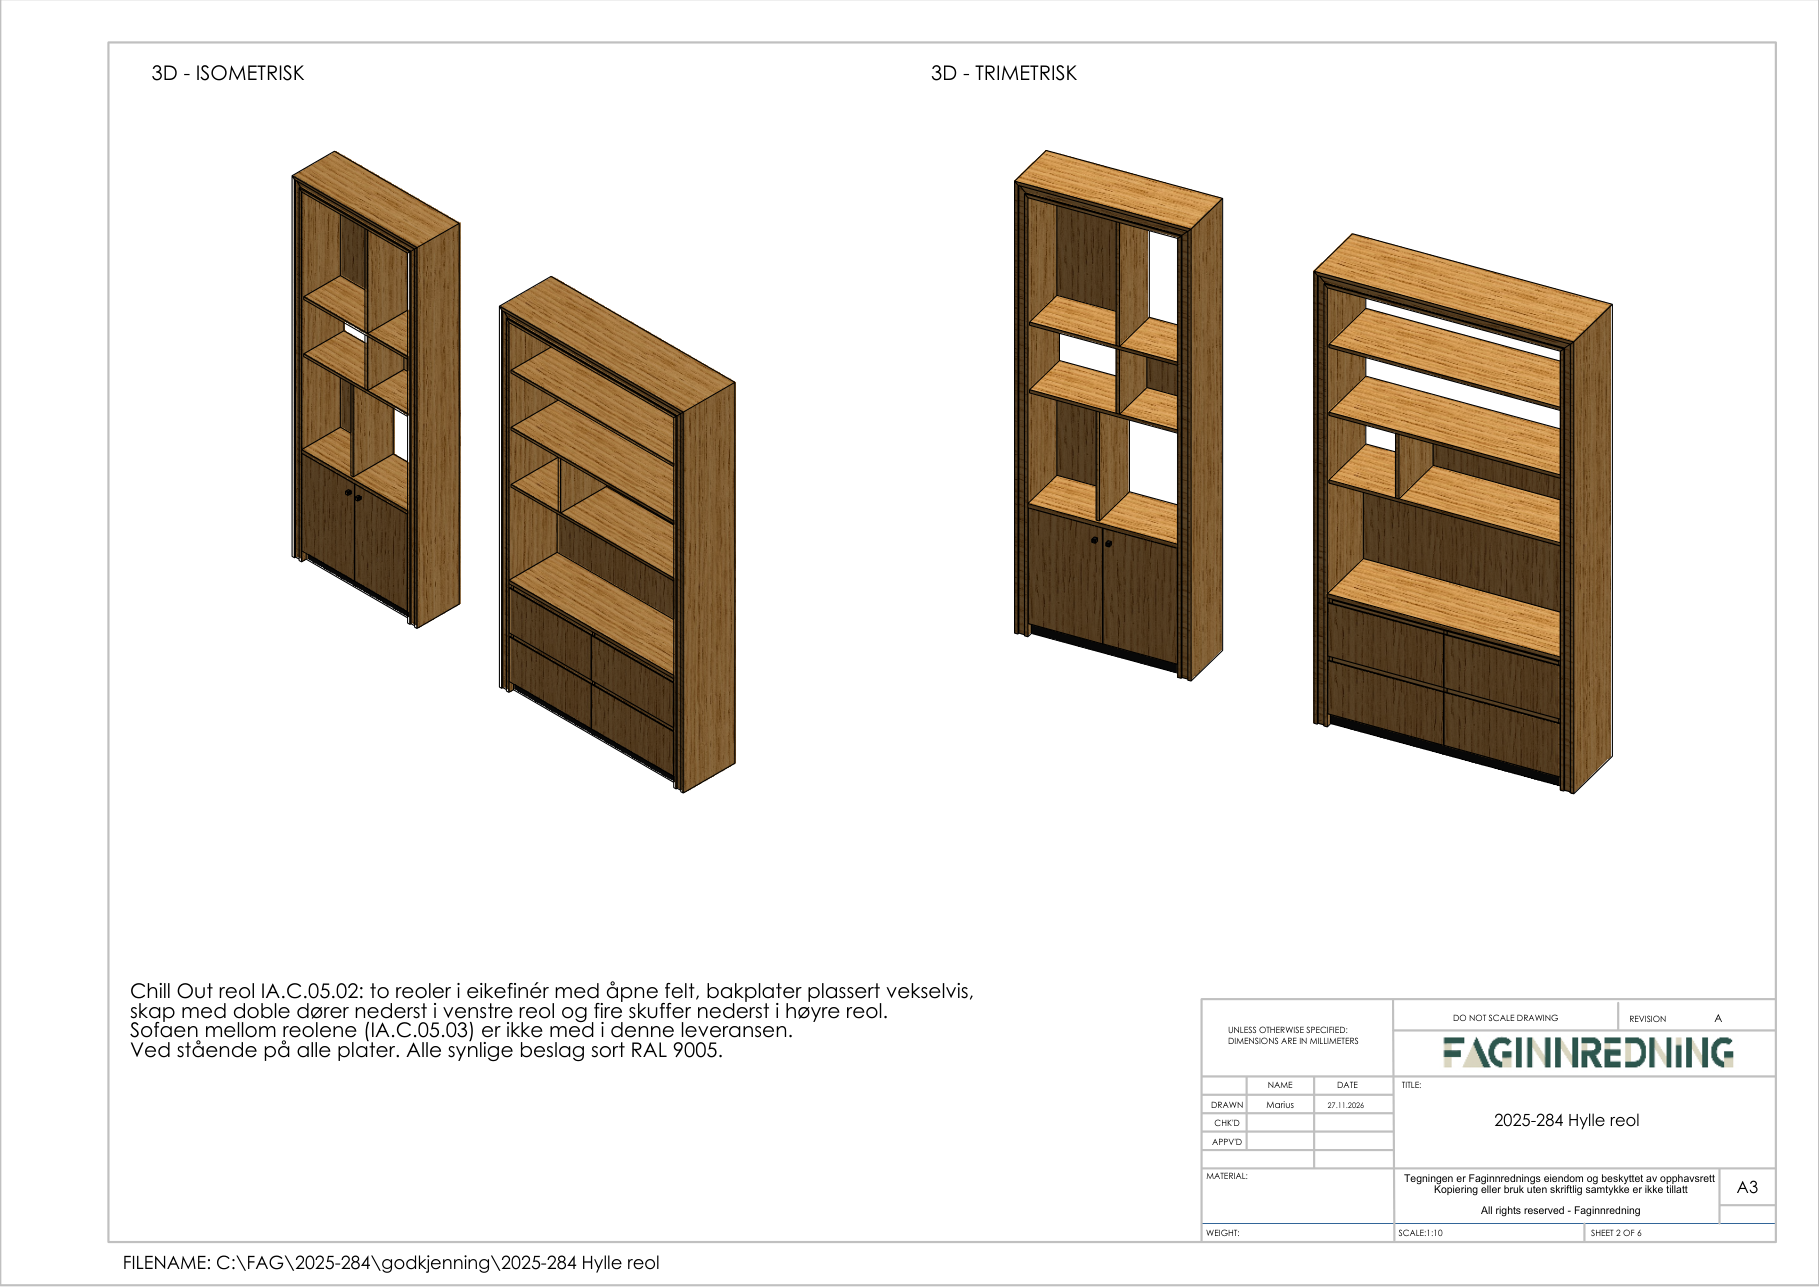 3D - ISOMETRISK
3D - TRIMETRISK
Chill Out reol IA.C.05.02: to reoler i eikefinér med åpne felt, bakplater plassert vekselvis,
skap med doble dører nederst i venstre reol og fire skuffer nederst i høyre reol.
Sofaen mellom reolene (IA.C.05.03) er ikke med i denne leveransen.
Ved stående på alle plater. Alle synlige beslag sort RAL 9005.
UNLESS OTHERWISE SPECIFIED:
DIMENSIONS ARE IN MILLIMETERS
DO NOT SCALE DRAWING
REVISION A
FAGINNREDNING
NAME DATE
DRAWN Marius 27.11.2026
CHK'D
APPV'D
TITLE:
2025-284 Hylle reol
MATERIAL:
Tegningen er Faginnrednings eiendom og beskyttet av opphavsrett
Kopiering eller bruk uten skriftlig samtykke er ikke tillatt
All rights reserved - Faginnredning
A3
WEIGHT:
SCALE:1:10
SHEET 2 OF 6
FILENAME: C:\FAG\2025-284\godkjenning\2025-284 Hylle reol